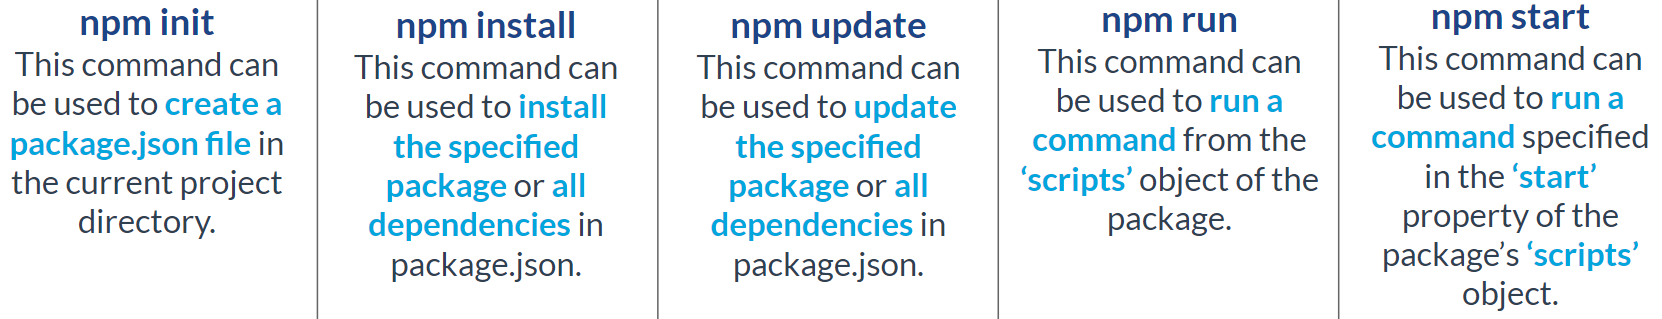 npm init
This command can
be used to create a
package.json file in
the current project
directory.
npm install
This command can
be used to install
the specified
package or all
dependencies in
package.json.
npm update
This command can
be used to update
the specified
package or all
dependencies in
package.json.
npm run
This command can
be used to run a
command from the
‘scripts’ object of the
package.
npm start
This command can
be used to run a
command specified
in the ‘start’
property of the
package’s ‘scripts’
object.